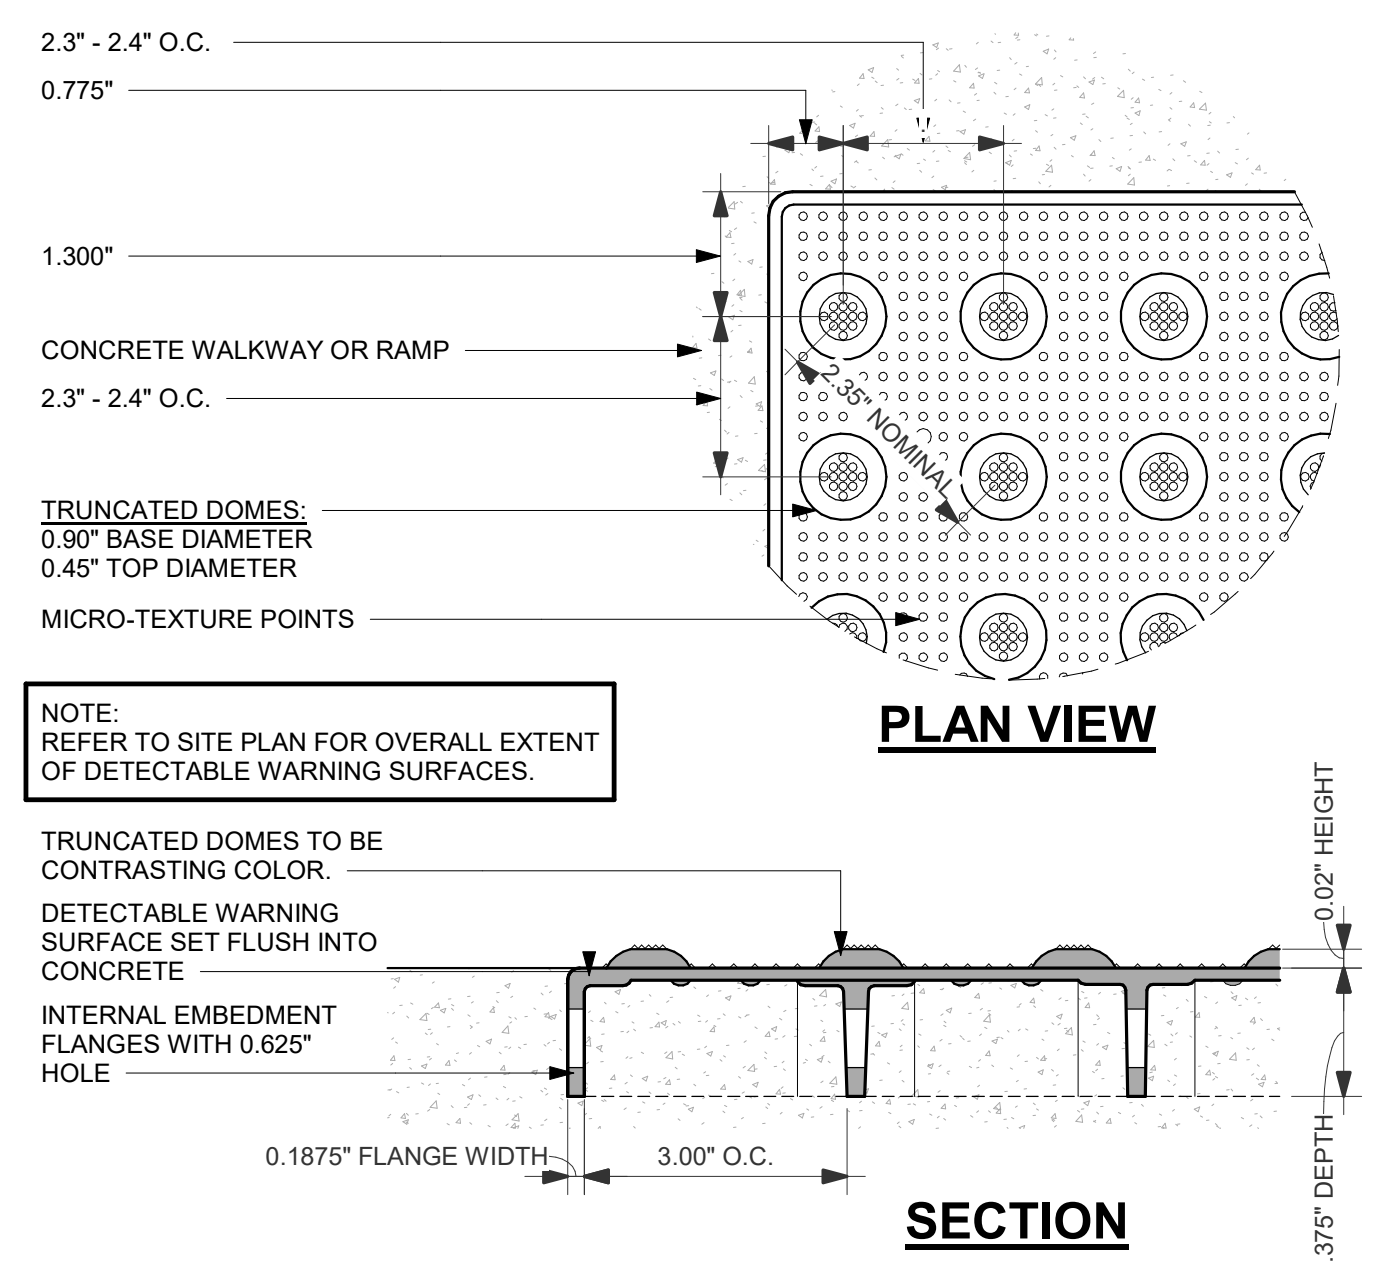 2.3" - 2.4" O.C.
0.775"
1.300"
CONCRETE WALKWAY OR RAMP
2.3" - 2.4" O.C.
TRUNCATED DOMES:
0.90" BASE DIAMETER
0.45" TOP DIAMETER
MICRO-TEXTURE POINTS
2.35" NOMINAL
PLAN VIEW
NOTE:
REFER TO SITE PLAN FOR OVERALL EXTENT
OF DETECTABLE WARNING SURFACES.
TRUNCATED DOMES TO BE
CONTRASTING COLOR.
DETECTABLE WARNING
SURFACE SET FLUSH INTO
CONCRETE
INTERNAL EMBEDMENT
FLANGES WITH 0.625"
HOLE
0.02" HEIGHT
.375" DEPTH
0.1875" FLANGE WIDTH
3.00" O.C.
SECTION